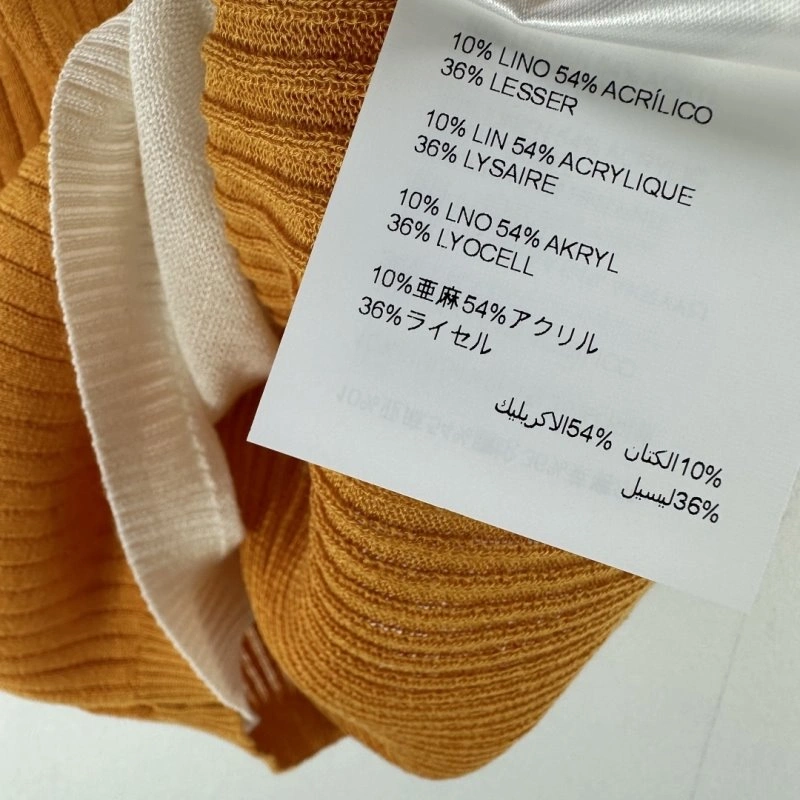 10% LINO 54% ACRÍLICO
36% LESSER
10% LIN 54% ACRYLIQUE
36% LYSAIRE
10% LNO 54% AKRYL
36% LYOCELL
10%亜麻54%アクリル
36%ライセル
10%الكتان 54%الاكريليك
36%ليسيل